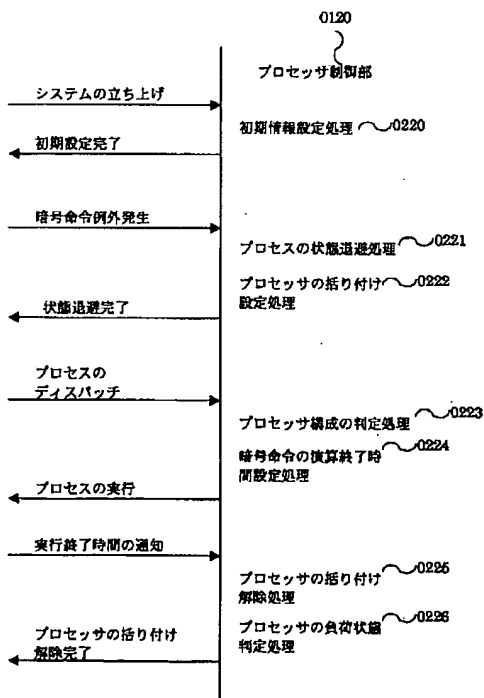 0120
プロセッサ制御部
システムの立ち上げ
初期情報設定処理 0220
初期設定完了
暗号命令例外発生
プロセスの状態退避処理 0221
プロセッサの括り付け 0222
設定処理
状態退避完了
プロセスの
ディスパッチ
プロセッサ構成の判定処理 0223
暗号命令の演算終了時 0224
間設定処理
プロセスの実行
実行終了時間の通知
プロセッサの括り付け 0225
解除処理
プロセッサの負荷状態 0226
判定処理
プロセッサの括り付け
解除完了